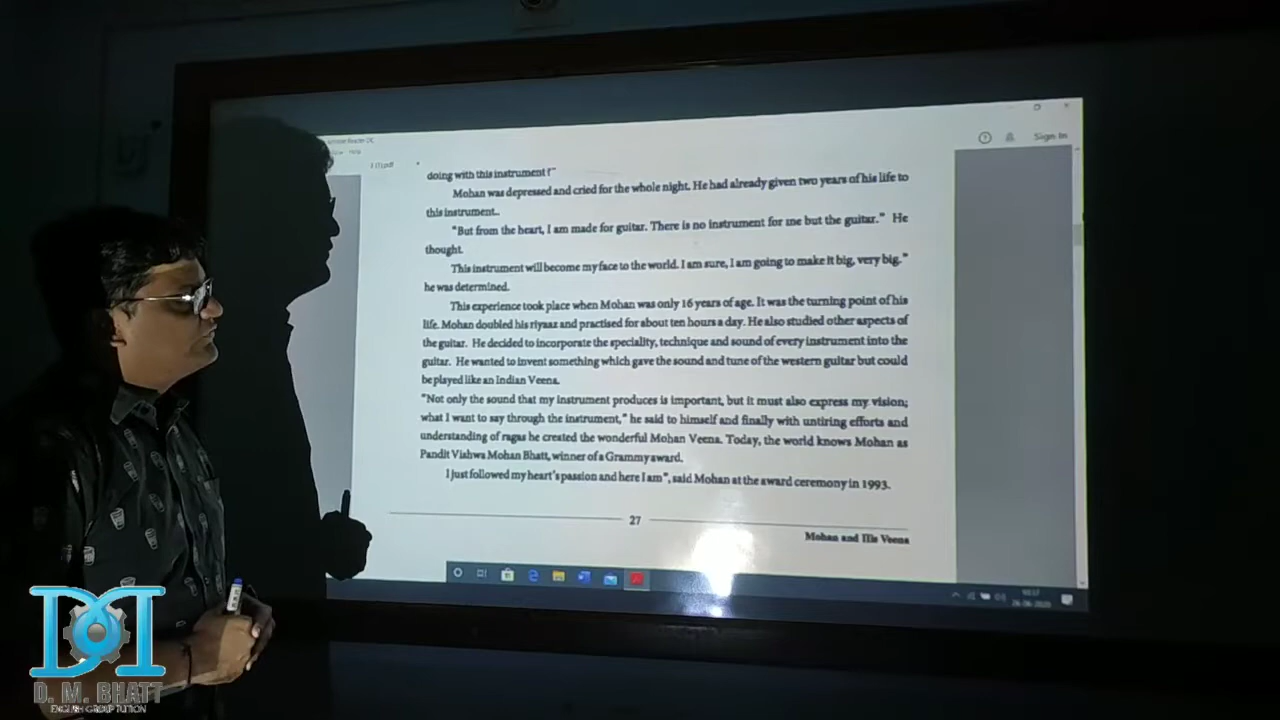 Sign In
doing with this instrument?"
Mohan was depressed and cried for the whole night. He had already given two years of his life to
this instrument..
"But from the heart, I am made for guitar. There is no instrument for me but the guitar." He
thought.
This instrument will become my face to the world. I am sure, I am going to make it big, very big."
he was determined.
This experience took place when Mohan was only 16 years of age. It was the turning point of his
life. Mohan doubled his riyaaz and practised for about ten hours a day. He also studied other aspects of
the guitar. He decided to incorporate the speciality, technique and sound of every instrument into the
guitar. He wanted to invent something which gave the sound and tune of the western guitar but could
be played like an Indian Veena.
"Not only the sound that my instrument produces is important, but it must also express my vision;
what I want to say through the instrument," he said to himself and finally with untiring efforts and
understanding of ragas he created the wonderful Mohan Veena. Today, the world knows Mohan as
Pandit Vishwa Mohan Bhatt, winner of a Grammy award.
I just followed my heart's passion and here I am", said Mohan at the award ceremony in 1993.
27
Mohan and His Veena
D. M. BHATT
ENGLISH GROUP TUITION